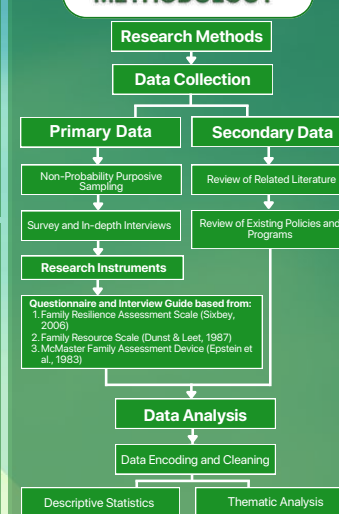 METHODOLOGY
Research Methods
Data Collection
Primary Data
Secondary Data
Non-Probability Purposive
Sampling
Review of Related Literature
Survey and In-depth Interviews
Review of Existing Policies and
Programs
Research Instruments
Questionnaire and Interview Guide based from:
1. Family Resilience Assessment Scale (Sixbey,
2006)
2. Family Resource Scale (Dunst & Leet, 1987)
3. McMaster Family Assessment Device (Epstein et
al., 1983)
Data Analysis
Data Encoding and Cleaning
Descriptive Statistics
Thematic Analysis